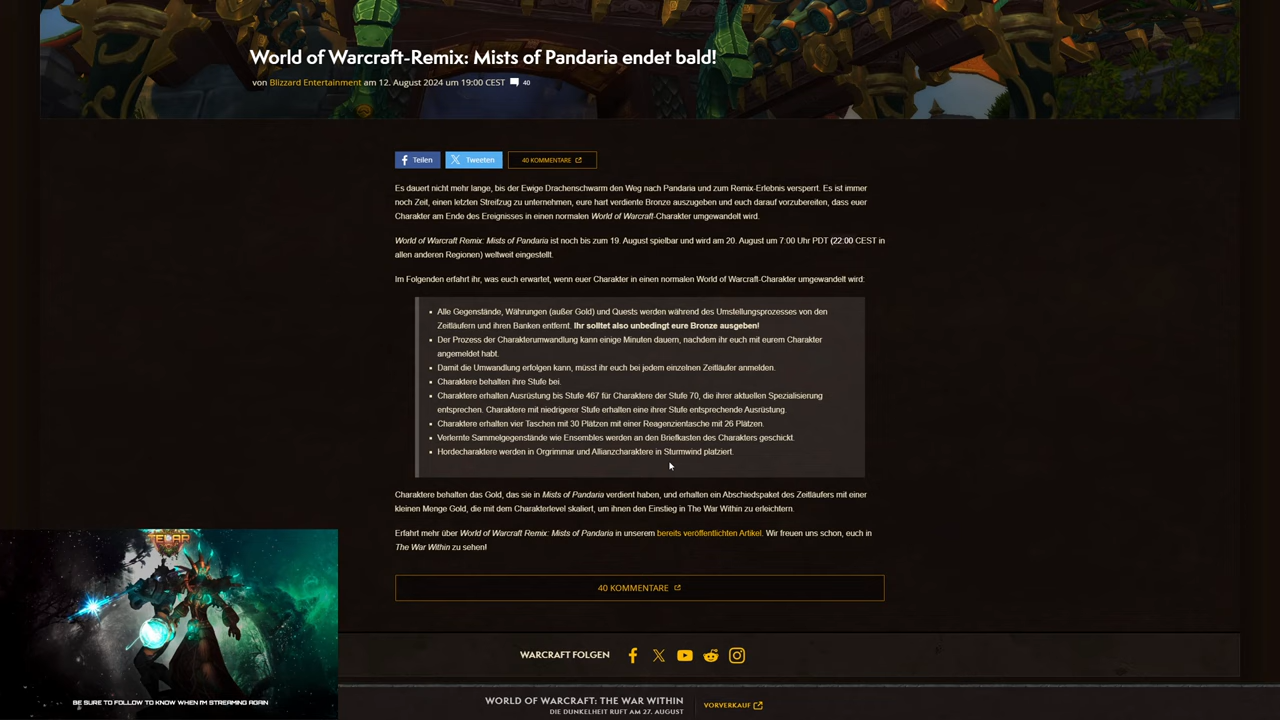 World of Warcraft-Remix: Mists of Pandaria endet bald!
von Blizzard Entertainment am 12. August 2024 um 19:00 CEST 40
Teilen
Tweeten
40 KOMMENTARE
Es dauert nicht mehr lange, bis der Ewige Drachenschwarm den Weg nach Pandaria und zum Remix-Erlebnis versperrt. Es ist immer
noch Zeit, einen letzten Streifzug zu unternehmen, eure hart verdiente Bronze auszugeben und euch darauf vorzubereiten, dass euer
Charakter am Ende des Ereignisses in einen normalen World of Warcraft-Charakter umgewandelt wird.
World of Warcraft Remix: Mists of Pandaria ist noch bis zum 19. August spielbar und wird am 20. August um 7:00 Uhr PDT (22:00 CEST in
allen anderen Regionen) weltweit eingestellt.
Im Folgenden erfahrt ihr, was euch erwartet, wenn euer Charakter in einen normalen World of Warcraft-Charakter umgewandelt wird:
Alle Gegenstände, Währungen (außer Gold) und Quests werden während des Umstellungsprozesses von den
Zeitläufern und ihren Banken entfernt. Ihr solltet also unbedingt eure Bronze ausgeben!
Der Prozess der Charakterumwandlung kann einige Minuten dauern, nachdem ihr euch mit eurem Charakter
angemeldet habt.
Damit die Umwandlung erfolgen kann, müsst ihr euch bei jedem einzelnen Zeitläufer anmelden.
Charaktere behalten ihre Stufe bei.
Charaktere erhalten Ausrüstung bis Stufe 467 für Charaktere der Stufe 70, die ihrer aktuellen Spezialisierung
entsprechen. Charaktere mit niedrigerer Stufe erhalten eine ihrer Stufe entsprechende Ausrüstung.
Charaktere erhalten vier Taschen mit 30 Plätzen mit einer Reagenzientasche mit 26 Plätzen.
Verlernte Sammelgegenstände wie Ensembles werden an den Briefkasten des Charakters geschickt.
Hordecharaktere werden in Orgrimmar und Allianzcharaktere in Sturmwind platziert.
Charaktere behalten das Gold, das sie in Mists of Pandaria verdient haben, und erhalten ein Abschiedspaket des Zeitläufers mit einer
kleinen Menge Gold, die mit dem Charakterlevel skaliert, um ihnen den Einstieg in The War Within zu erleichtern.
Erfahrt mehr über World of Warcraft Remix: Mists of Pandaria in unserem bereits veröffentlichten Artikel. Wir freuen uns schon, euch in
The War Within zu sehen!
40 KOMMENTARE
WARCRAFT FOLGEN
BE SURE TO FOLLOW TO KNOW WHEN I'M STREAMING AGAIN
WORLD OF WARCRAFT: THE WAR WITHIN
DIE DUNKELHEIT RUFT AM 27. AUGUST
VORVERKAUF